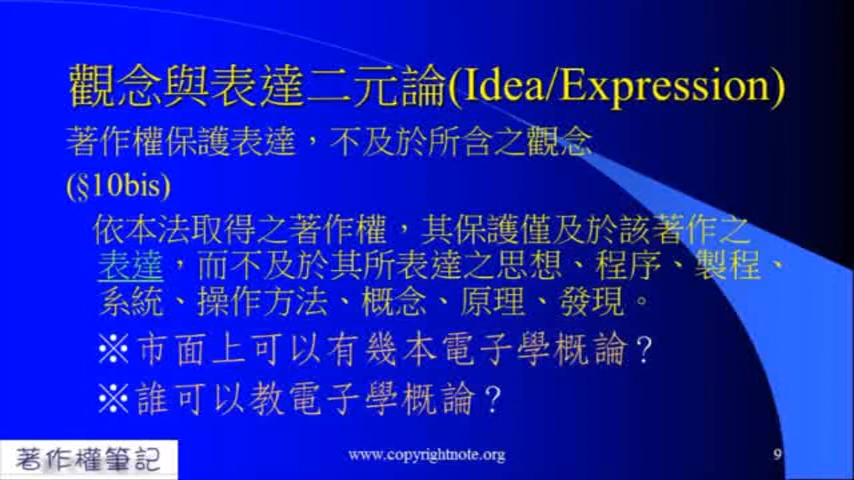 觀念與表達二元論(Idea/Expression)
著作權保護表達，不及於所含之觀念
(§10bis)
依本法取得之著作權，其保護僅及於該著作之
表達，而不及於其所表達之思想、程序、製程、
系統、操作方法、概念、原理、發現。
※市面上可以有幾本電子學概論？
※誰可以教電子學概論？
著作權筆記
www.copyrightnote.org
9